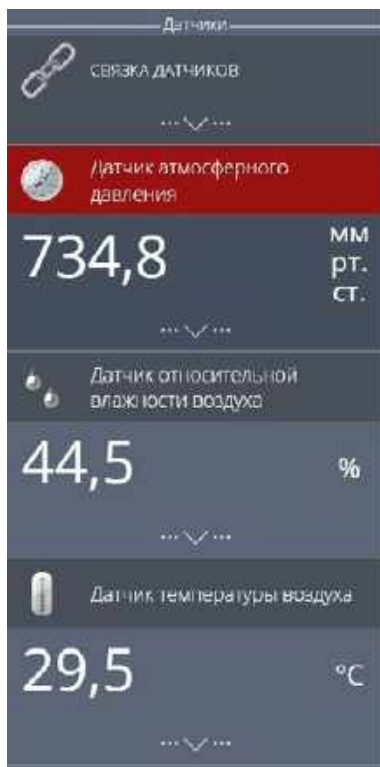 Датчики
СВЯЗКА ДАТЧИКОВ
Датчик атмосферного
давления
734,8
мм
рт.
ст.
Датчик относительной
влажности воздуха
44,5
%
Датчик температуры воздуха
29,5
°C